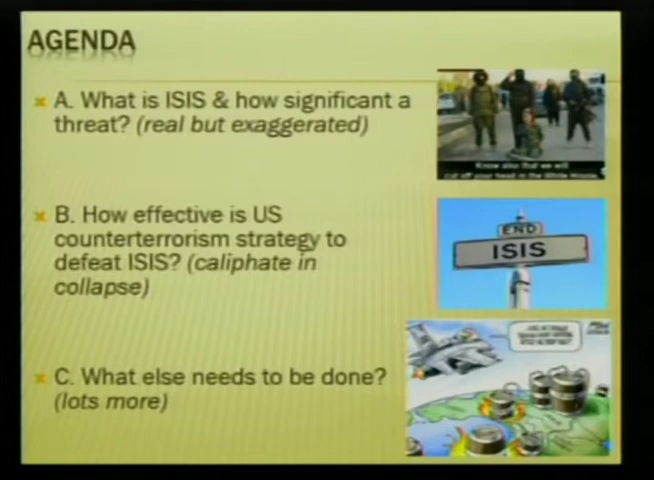 AGENDA
A. What is ISIS & how significant a
threat? (real but exaggerated)
Know also that we will
cut off your head in the White House,
B. How effective is US
counterterrorism strategy to
defeat ISIS? (caliphate in
collapse)
END
ISIS
C. What else needs to be done?
(lots more)